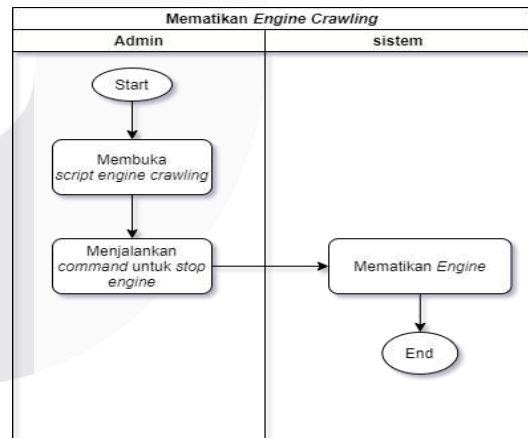 Mematikan Engine Crawling
Admin
sistem
Start
Membuka
script engine crawling
Menjalankan
command untuk stop
engine
Mematikan Engine
End